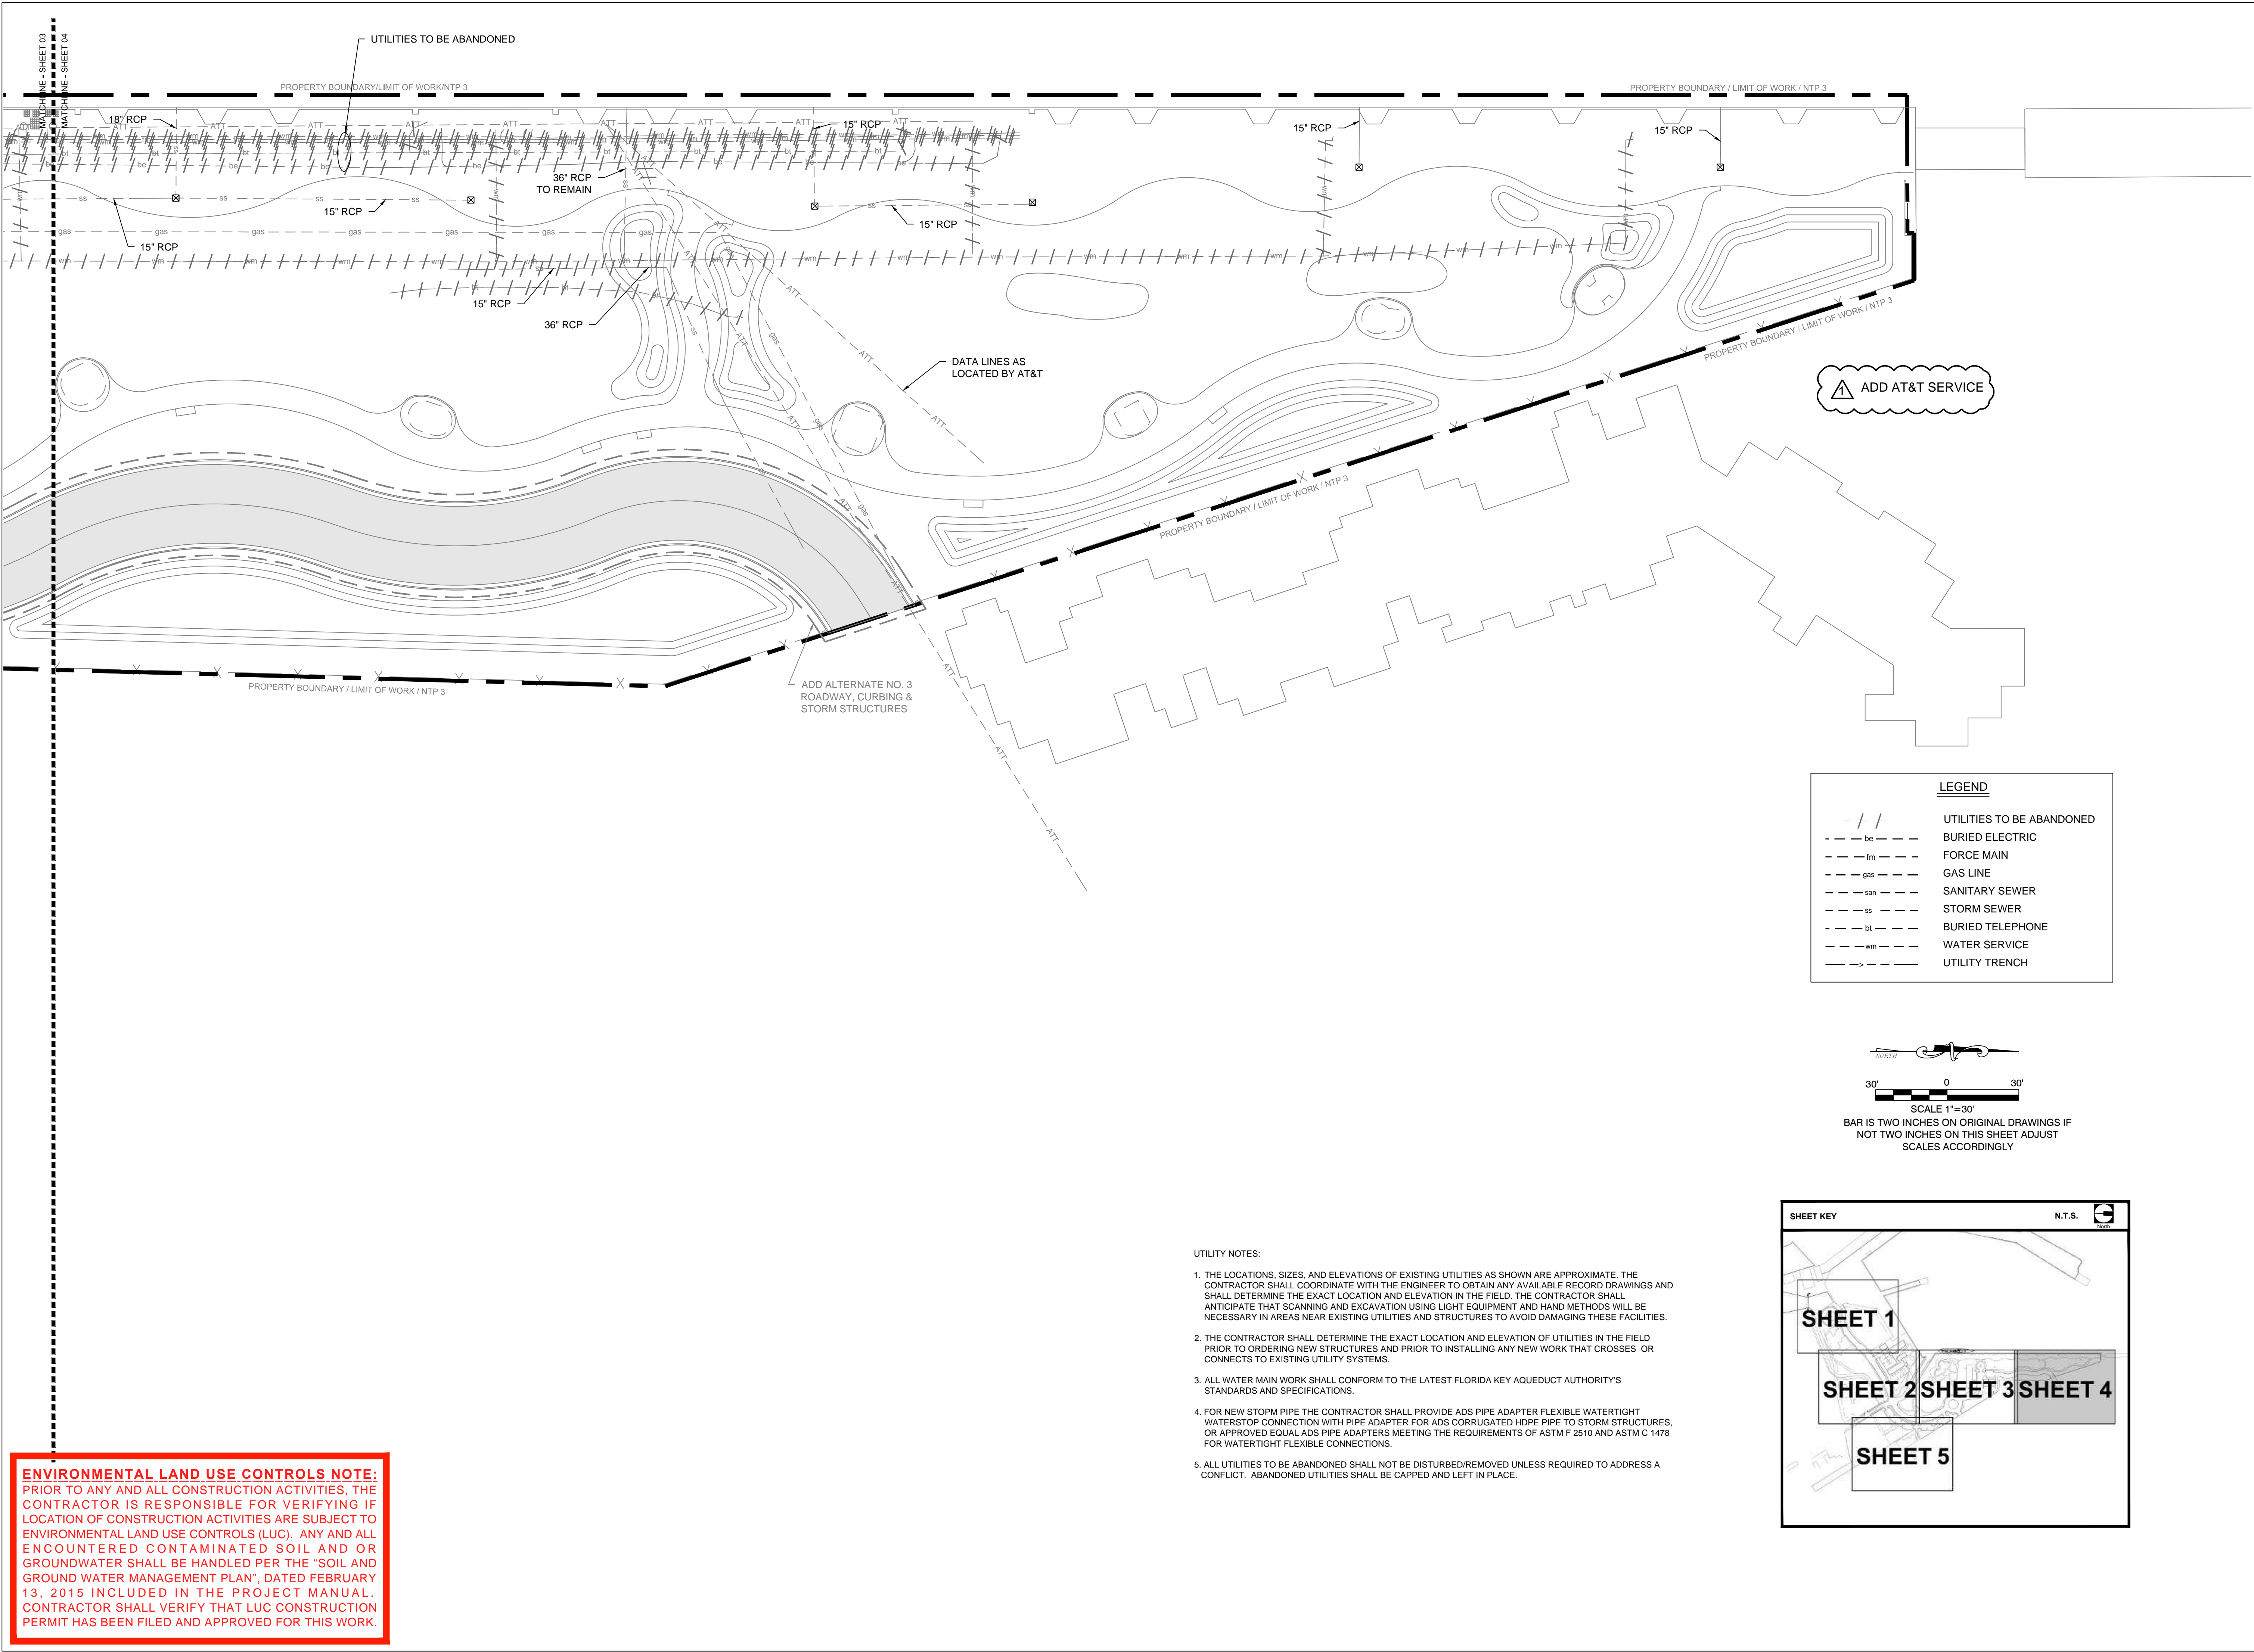 MATCHLINE - SHEET 03
MATCHLINE - SHEET 04
UTILITIES TO BE ABANDONED
PROPERTY BOUNDARY/LIMIT OF WORK/NTP 3
PROPERTY BOUNDARY / LIMIT OF WORK / NTP 3
18" RCP
15" RCP
15" RCP
15" RCP
36" RCP
TO REMAIN
15" RCP
15" RCP
15" RCP
15" RCP
36" RCP
DATA LINES AS
LOCATED BY AT&T
PROPERTY BOUNDARY / LIMIT OF WORK / NTP 3
1 ADD AT&T SERVICE
PROPERTY BOUNDARY / LIMIT OF WORK / NTP 3
ADD ALTERNATE NO. 3
ROADWAY, CURBING &
STORM STRUCTURES
PROPERTY BOUNDARY / LIMIT OF WORK / NTP 3
LEGEND
UTILITIES TO BE ABANDONED
be BURIED ELECTRIC
fm FORCE MAIN
gas GAS LINE
san SANITARY SEWER
ss STORM SEWER
bt BURIED TELEPHONE
wm WATER SERVICE
UTILITY TRENCH
NORTH
30' 0 30'
SCALE 1"=30'
BAR IS TWO INCHES ON ORIGINAL DRAWINGS IF
NOT TWO INCHES ON THIS SHEET ADJUST
SCALES ACCORDINGLY
SHEET KEY N.T.S.
North
SHEET 1
SHEET 2 SHEET 3 SHEET 4
SHEET 5
UTILITY NOTES:
1. THE LOCATIONS, SIZES, AND ELEVATIONS OF EXISTING UTILITIES AS SHOWN ARE APPROXIMATE. THE
CONTRACTOR SHALL COORDINATE WITH THE ENGINEER TO OBTAIN ANY AVAILABLE RECORD DRAWINGS AND
SHALL DETERMINE THE EXACT LOCATION AND ELEVATION IN THE FIELD. THE CONTRACTOR SHALL
ANTICIPATE THAT SCANNING AND EXCAVATION USING LIGHT EQUIPMENT AND HAND METHODS WILL BE
NECESSARY IN AREAS NEAR EXISTING UTILITIES AND STRUCTURES TO AVOID DAMAGING THESE FACILITIES.
2. THE CONTRACTOR SHALL DETERMINE THE EXACT LOCATION AND ELEVATION OF UTILITIES IN THE FIELD
PRIOR TO ORDERING NEW STRUCTURES AND PRIOR TO INSTALLING ANY NEW WORK THAT CROSSES OR
CONNECTS TO EXISTING UTILITY SYSTEMS.
3. ALL WATER MAIN WORK SHALL CONFORM TO THE LATEST FLORIDA KEY AQUEDUCT AUTHORITY'S
STANDARDS AND SPECIFICATIONS.
4. FOR NEW STOPM PIPE THE CONTRACTOR SHALL PROVIDE ADS PIPE ADAPTER FLEXIBLE WATERTIGHT
WATERSTOP CONNECTION WITH PIPE ADAPTER FOR ADS CORRUGATED HDPE PIPE TO STORM STRUCTURES,
OR APPROVED EQUAL ADS PIPE ADAPTERS MEETING THE REQUIREMENTS OF ASTM F 2510 AND ASTM C 1478
FOR WATERTIGHT FLEXIBLE CONNECTIONS.
5. ALL UTILITIES TO BE ABANDONED SHALL NOT BE DISTURBED/REMOVED UNLESS REQUIRED TO ADDRESS A
CONFLICT. ABANDONED UTILITIES SHALL BE CAPPED AND LEFT IN PLACE.
ENVIRONMENTAL LAND USE CONTROLS NOTE:
PRIOR TO ANY AND ALL CONSTRUCTION ACTIVITIES, THE
CONTRACTOR IS RESPONSIBLE FOR VERIFYING IF
LOCATION OF CONSTRUCTION ACTIVITIES ARE SUBJECT TO
ENVIRONMENTAL LAND USE CONTROLS (LUC). ANY AND ALL
ENCOUNTERED CONTAMINATED SOIL AND OR
GROUNDWATER SHALL BE HANDLED PER THE “SOIL AND
GROUND WATER MANAGEMENT PLAN”, DATED FEBRUARY
13, 2015 INCLUDED IN THE PROJECT MANUAL.
CONTRACTOR SHALL VERIFY THAT LUC CONSTRUCTION
PERMIT HAS BEEN FILED AND APPROVED FOR THIS WORK.